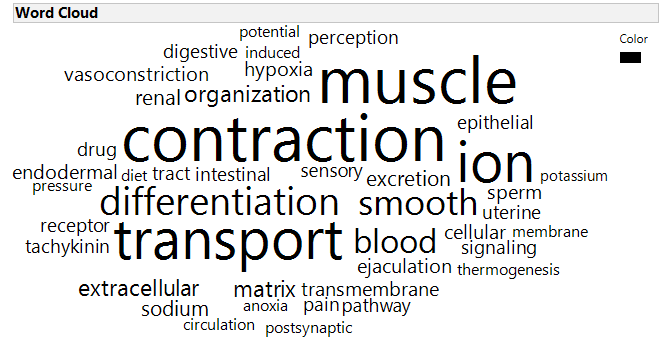 Word Cloud
Color
potential
perception
digestive
induced
vasoconstriction
hypoxia
muscle
renal
organization
contraction
epithelial
drug
ion
endodermal
diet
tract
intestinal
sensory
excretion
potassium
pressure
differentiation
smooth
sperm
uterine
receptor
transport
blood
cellular
membrane
tachykinin
signaling
ejaculation
thermogenesis
extracellular
matrix
transmembrane
sodium
anoxia
pain
pathway
circulation
postsynaptic